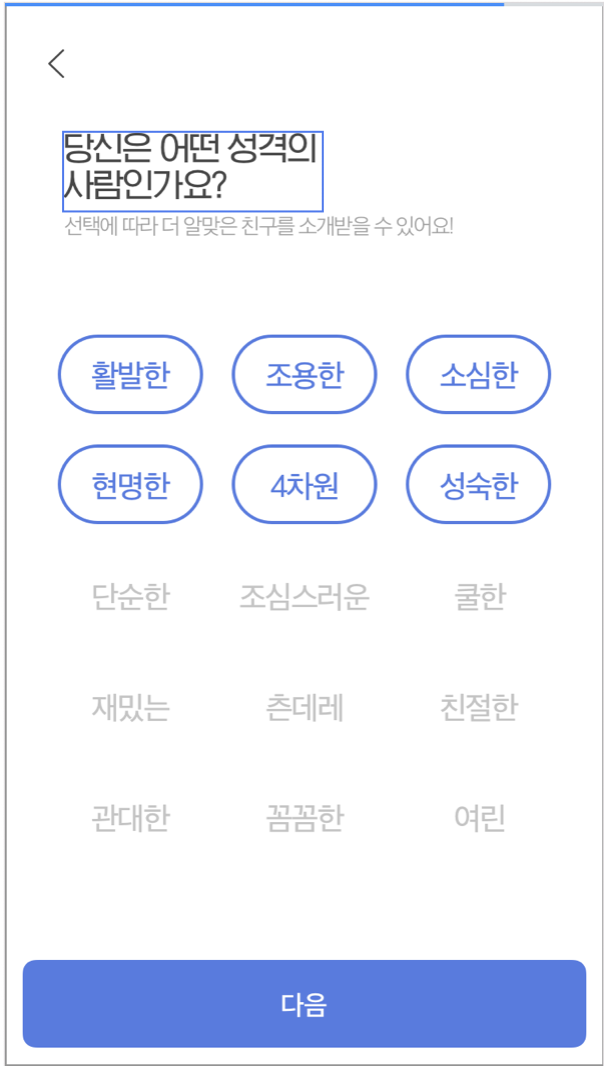 당신은 어떤 성격의
사람인가요?
선택에 따라 더 알맞은 친구를 소개받을 수 있어요!
활발한 조용한 소심한
현명한 4차원 성숙한
단순한 조심스러운 쿨한
재밌는 츤데레 친절한
관대한 꼼꼼한 여린
다음